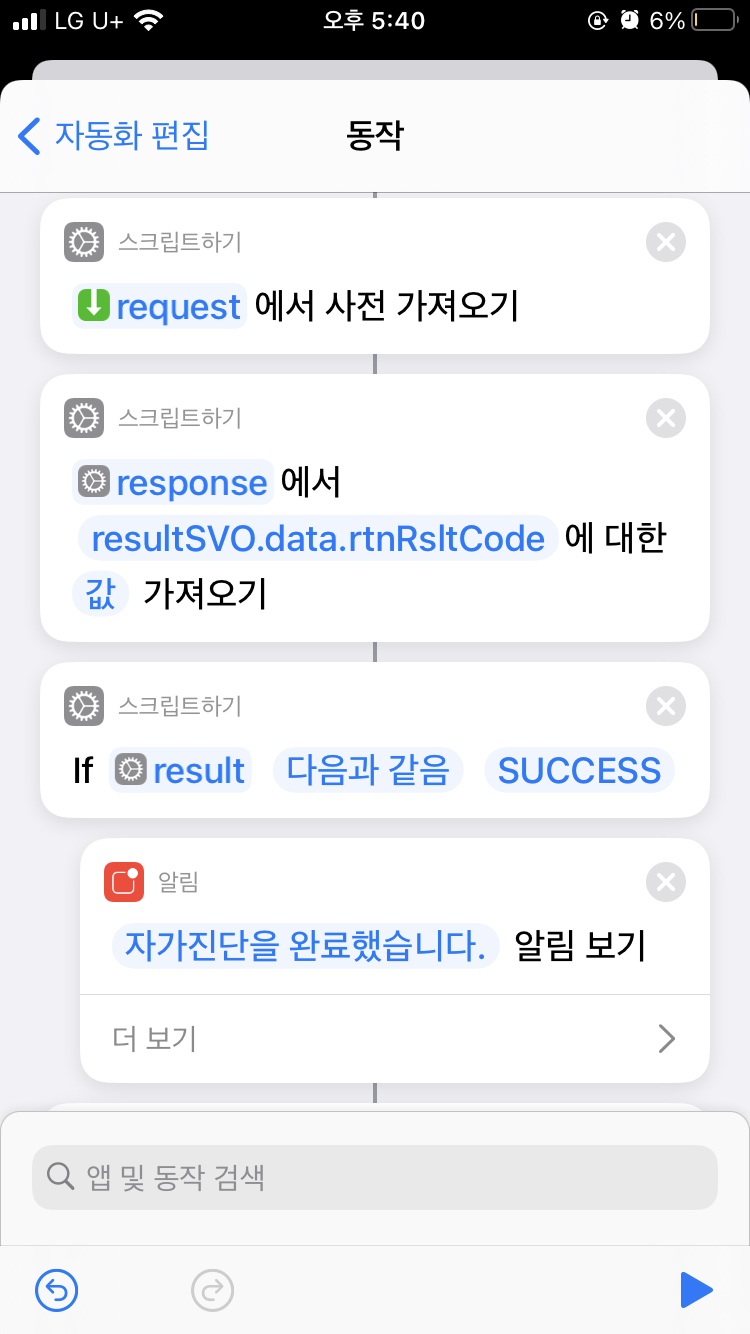 LG U+ 오후 5:40 6%
자동화 편집 동작
스크립트하기
request 에서 사전 가져오기
스크립트하기
response 에서
resultSVO.data.rtnRsltCode 에 대한
값 가져오기
스크립트하기
If result 다음과 같음 SUCCESS
알림
자가진단을 완료했습니다. 알림 보기
더 보기
앱 및 동작 검색